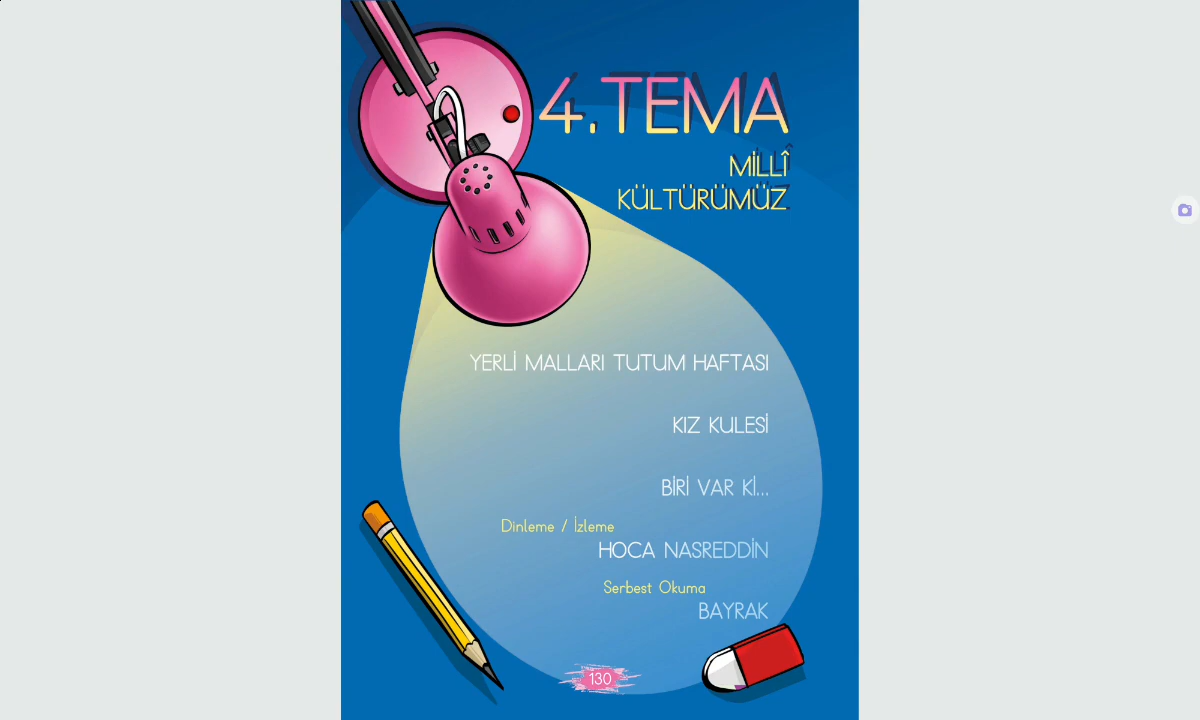 4.TEMA
MİLLÎ
KÜLTÜRÜMÜZ
YERLİ MALLARI TUTUM HAFTASI
KIZ KULESİ
BİRİ VAR Kİ...
Dinleme / İzleme
HOCA NASREDDİN
Serbest Okuma
BAYRAK
130